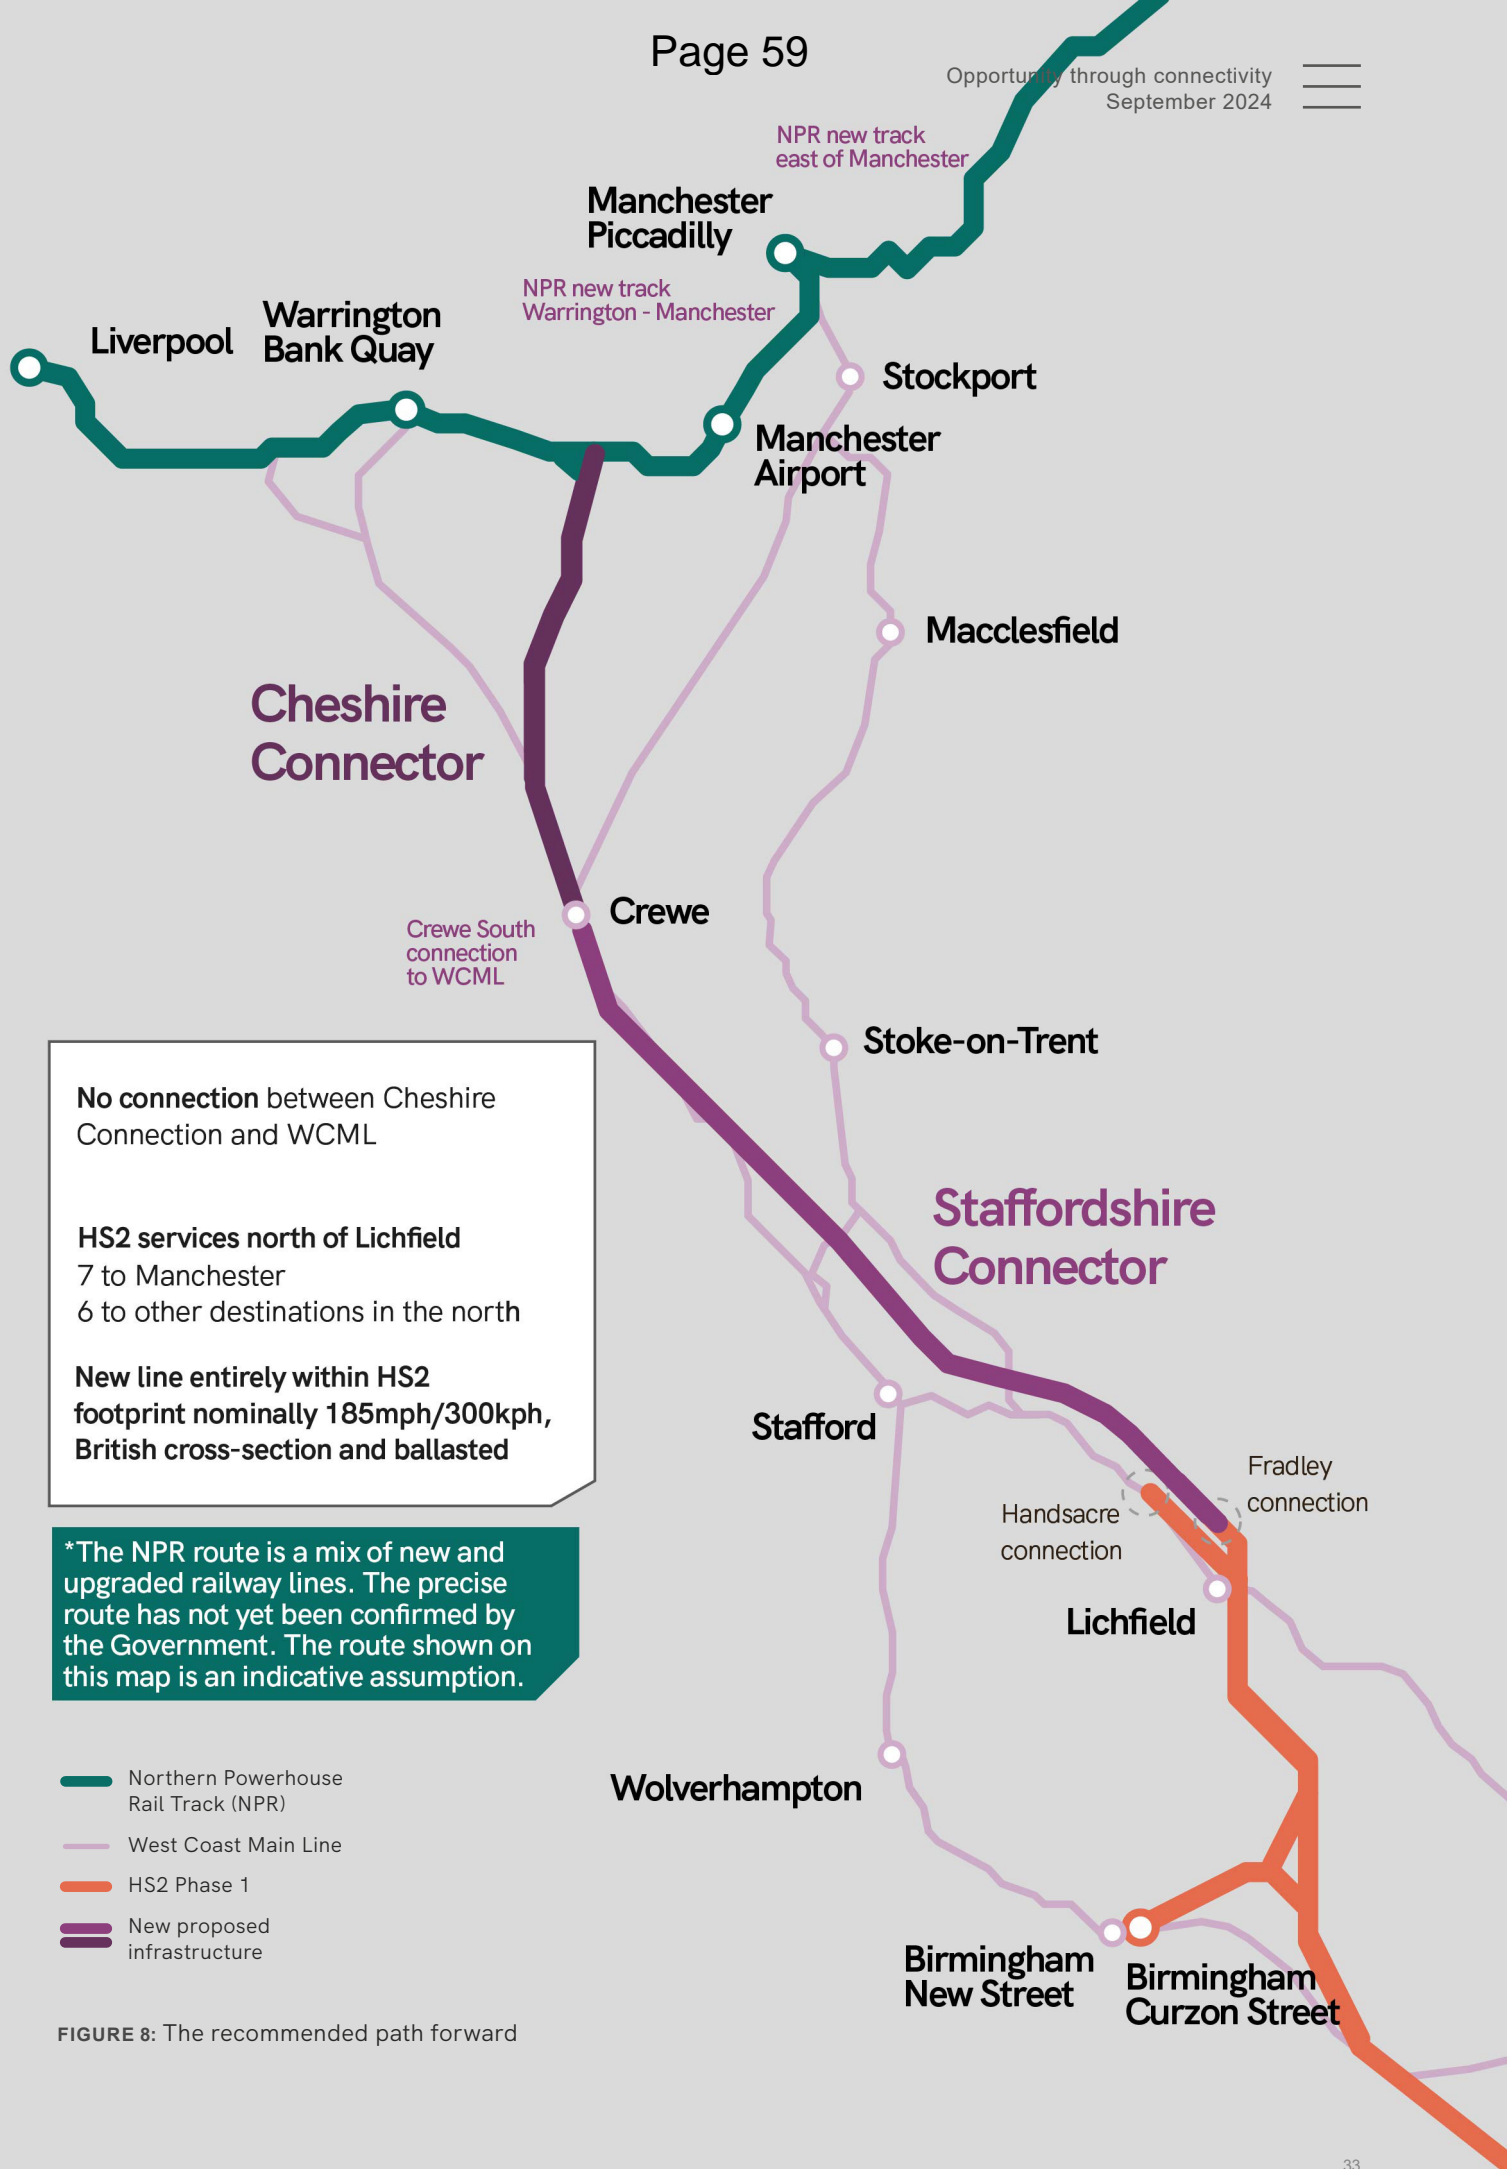 Page 59
Opportunity through connectivity
September 2024
NPR new track
east of Manchester
Manchester
Piccadilly
NPR new track
Warrington - Manchester
Liverpool
Warrington
Bank Quay
Stockport
Manchester
Airport
Macclesfield
Cheshire
Connector
Crewe
Crewe South
connection
to WCML
Stoke-on-Trent
No connection between Cheshire
Connection and WCML
HS2 services north of Lichfield
7 to Manchester
6 to other destinations in the north
New line entirely within HS2
footprint nominally 185mph/300kph,
British cross-section and ballasted
Staffordshire
Connector
Stafford
Fradley
connection
Handsacre
connection
Lichfield
*The NPR route is a mix of new and
upgraded railway lines. The precise
route has not yet been confirmed by
the Government. The route shown on
this map is an indicative assumption.
Wolverhampton
Northern Powerhouse
Rail Track (NPR)
West Coast Main Line
HS2 Phase 1
New proposed
infrastructure
Birmingham
New Street
Birmingham
Curzon Street
FIGURE 8: The recommended path forward
33